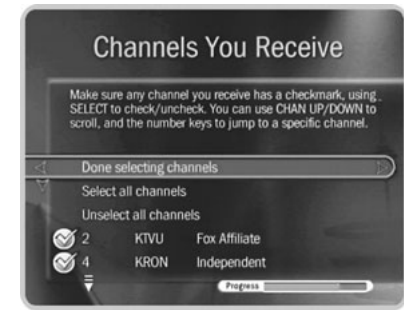 Channels You Receive
Make sure any channel you receive has a checkmark, using
SELECT to check/uncheck. You can use CHAN UP/DOWN to
scroll, and the number keys to jump to a specific channel.
Done selecting channels
Select all channels
Unselect all channels
2 KTVU Fox Affiliate
4 KRON Independent
Progress